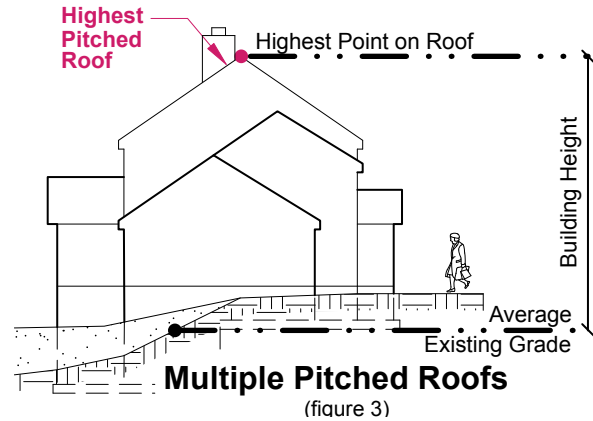 Highest
Pitched
Roof
Highest Point on Roof
Building Height
Average
Existing Grade
Multiple Pitched Roofs
(figure 3)